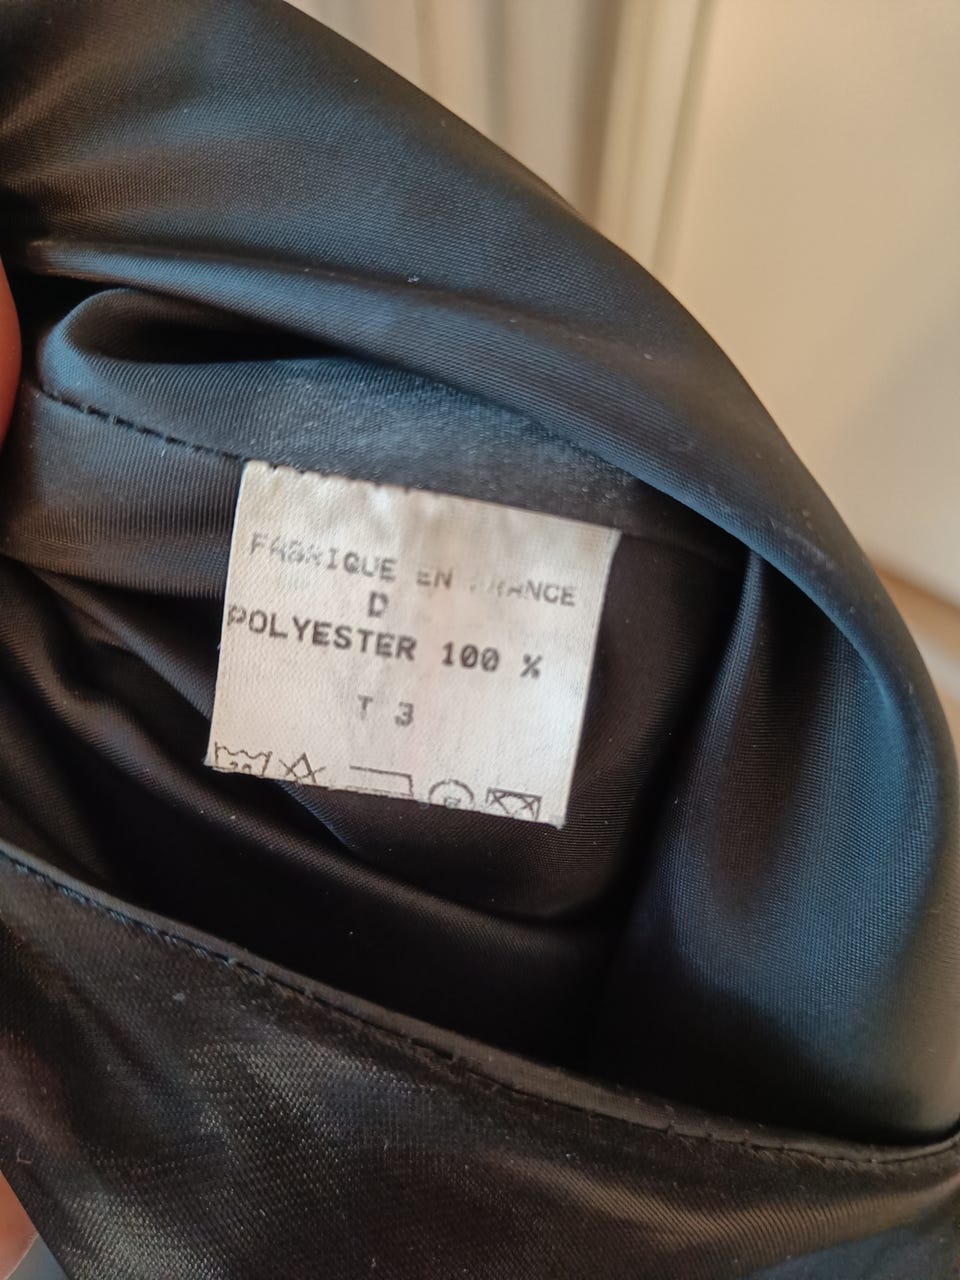 FABRIQUE EN FRANCE
D
POLYESTER 100 %
T 3